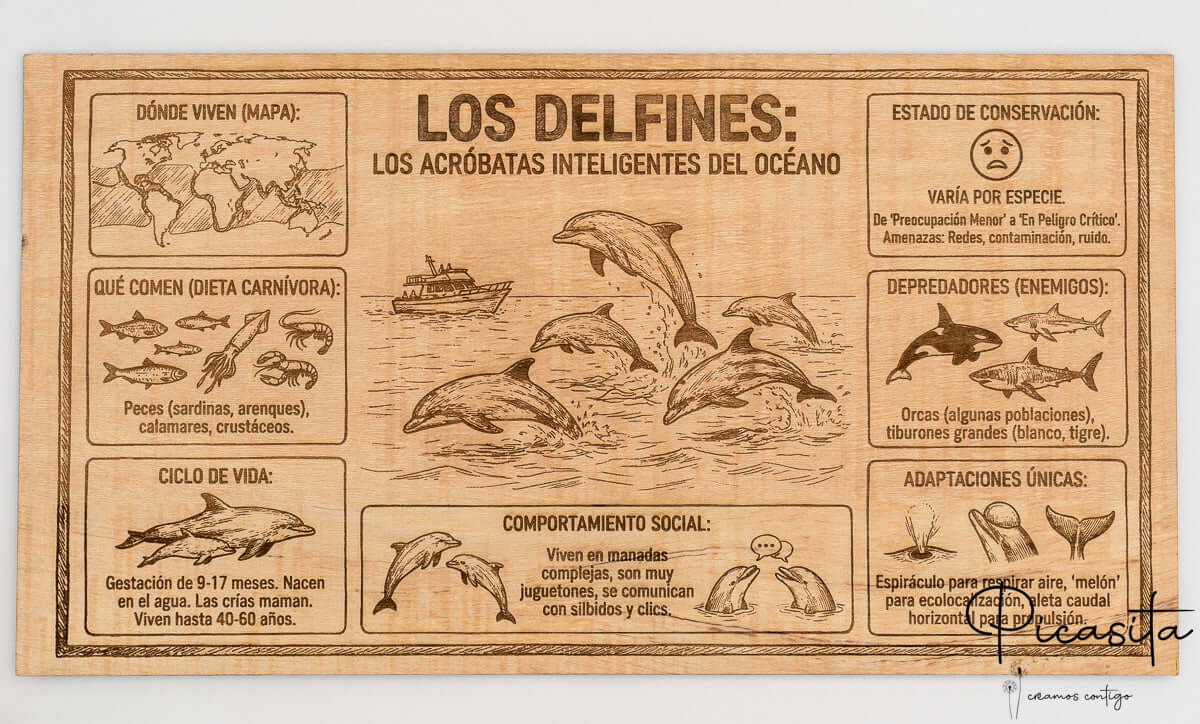 LOS DELFINES:
LOS ACRÓBATAS INTELIGENTES DEL OCÉANO
DÓNDE VIVEN (MAPA):
QUÉ COMEN (DIETA CARNÍVORA):
Peces (sardinas, arenques),
calamares, crustáceos.
CICLO DE VIDA:
Gestación de 9-17 meses. Nacen
en el agua. Las crías maman.
Viven hasta 40-60 años.
COMPORTAMIENTO SOCIAL:
Viven en manadas
complejas, son muy
juguetones, se comunican
con silbidos y clics.
ESTADO DE CONSERVACIÓN:
VARÍA POR ESPECIE.
De 'Preocupación Menor' a 'En Peligro Crítico'.
Amenazas: Redes, contaminación, ruido.
DEPREDADORES (ENEMIGOS):
Orcas (algunas poblaciones),
tiburones grandes (blanco, tigre).
ADAPTACIONES ÚNICAS:
Espiráculo para respirar aire, 'melón'
para ecolocalización, aleta caudal
horizontal para propulsión.
Picasita
creamos contigo